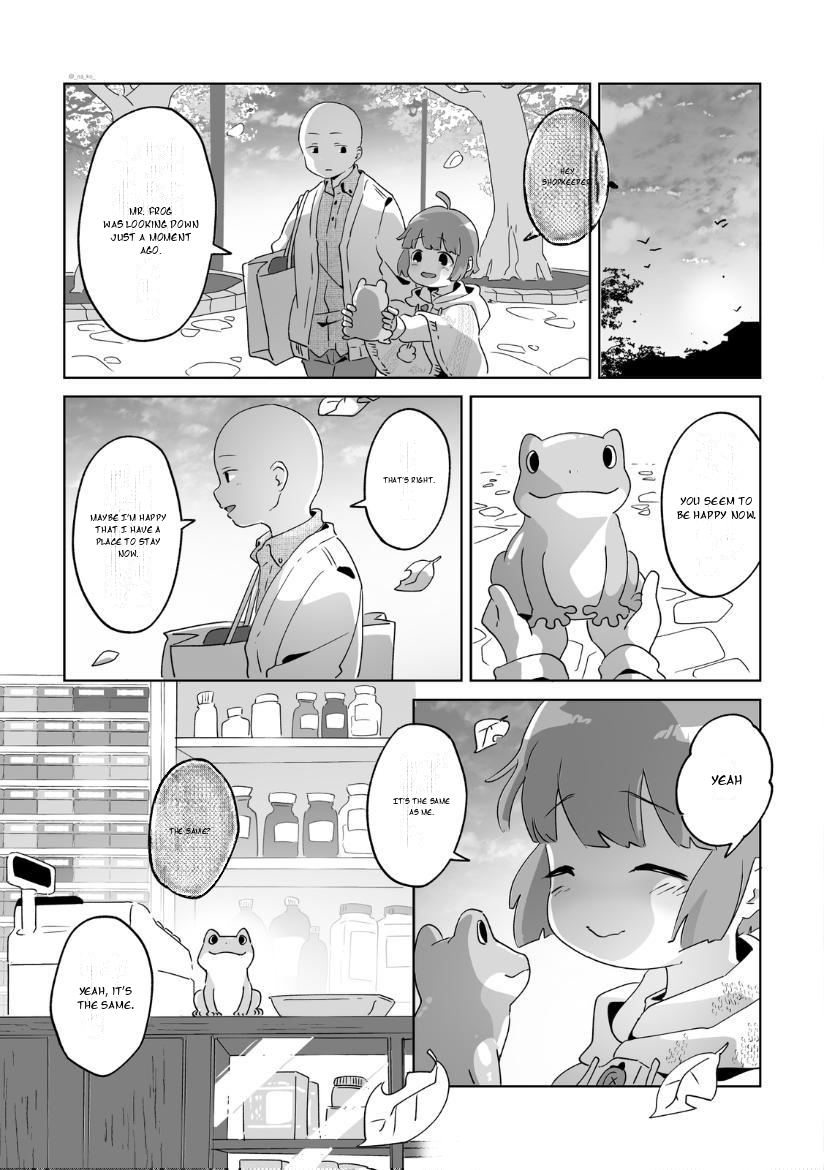 @_na_ko_
HEY,
SHOPKEEPER
MR. FROG
WAS LOOKING DOWN
JUST A MOMENT
AGO.
YOU SEEM TO
BE HAPPY NOW.
THAT'S RIGHT.
MAYBE I'M HAPPY
THAT I HAVE A
PLACE TO STAY
NOW.
YEAH
IT'S THE SAME
AS ME.
THE SAME?
YEAH, IT'S
THE SAME.